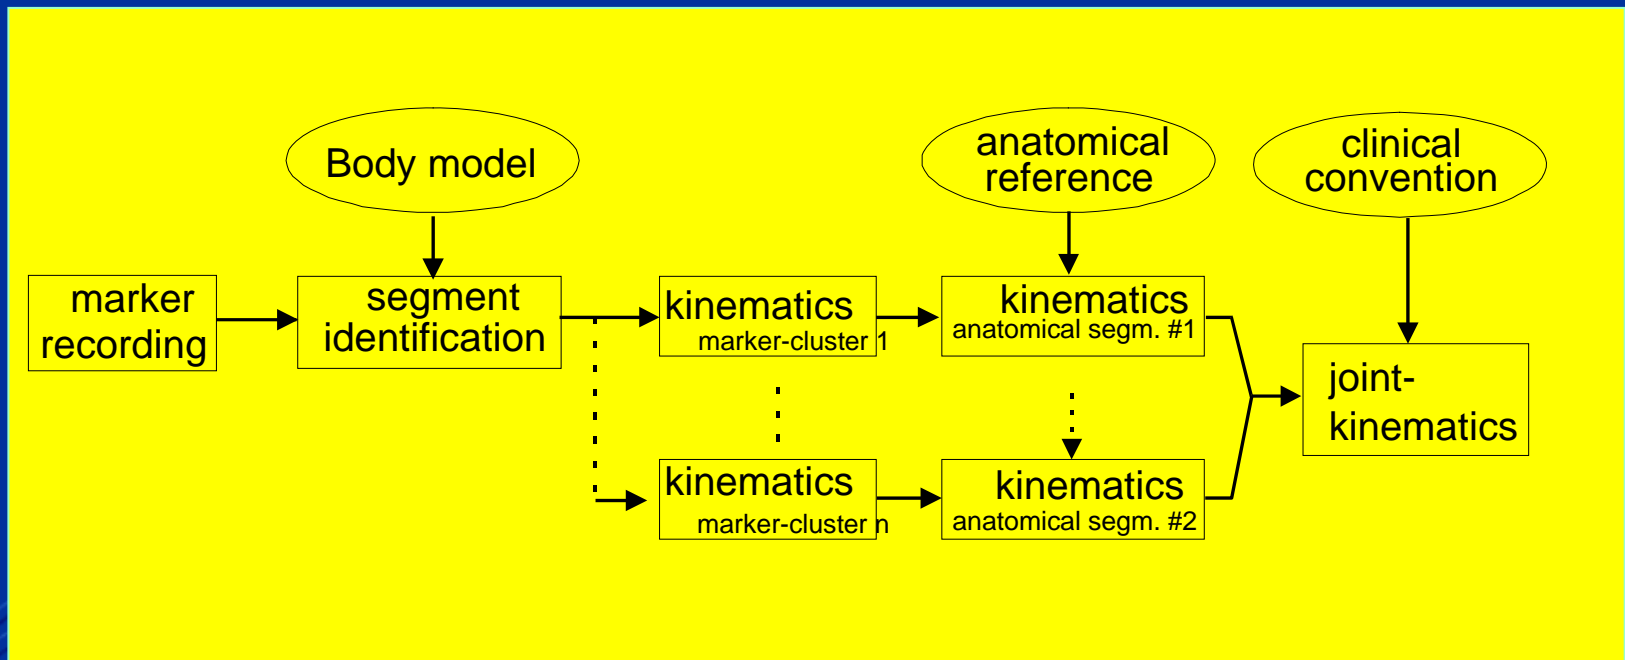 Body model
anatomical
reference
clinical
convention
marker
recording
segment
identification
kinematics
marker-cluster 1
kinematics
anatomical segm. #1
joint-
kinematics
kinematics
marker-cluster n
kinematics
anatomical segm. #2